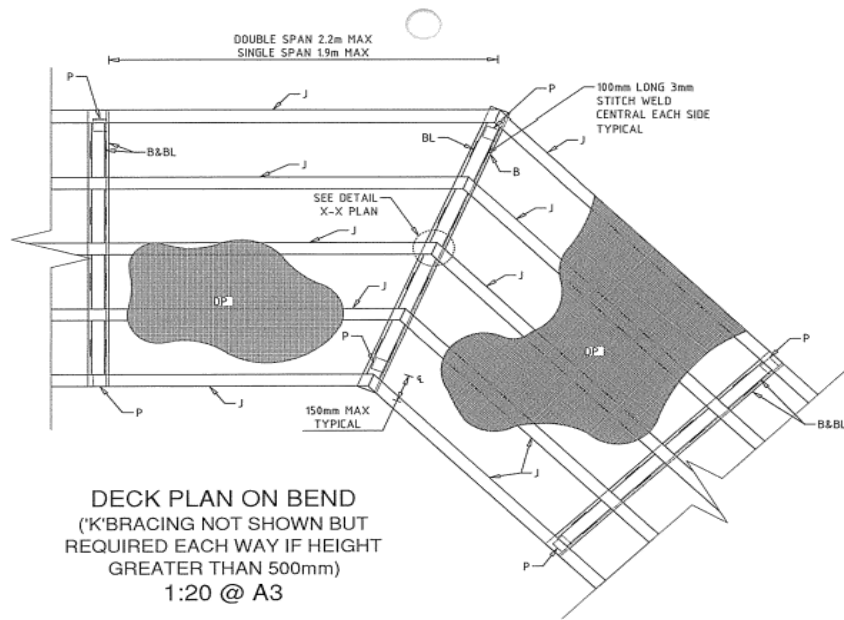 DOUBLE SPAN 2.2m MAX
SINGLE SPAN 1.9m MAX
P
J
P
100mm LONG 3mm
STITCH WELD
CENTRAL EACH SIDE
TYPICAL
BL
J
B&BL
J
B
SEE DETAIL
X-X PLAN
J
J
J
DP
J
P
DP
P
P
J
150mm MAX
TYPICAL
℄
B&BL
J
P
DECK PLAN ON BEND
('K'BRACING NOT SHOWN BUT
REQUIRED EACH WAY IF HEIGHT
GREATER THAN 500mm)
1:20 @ A3